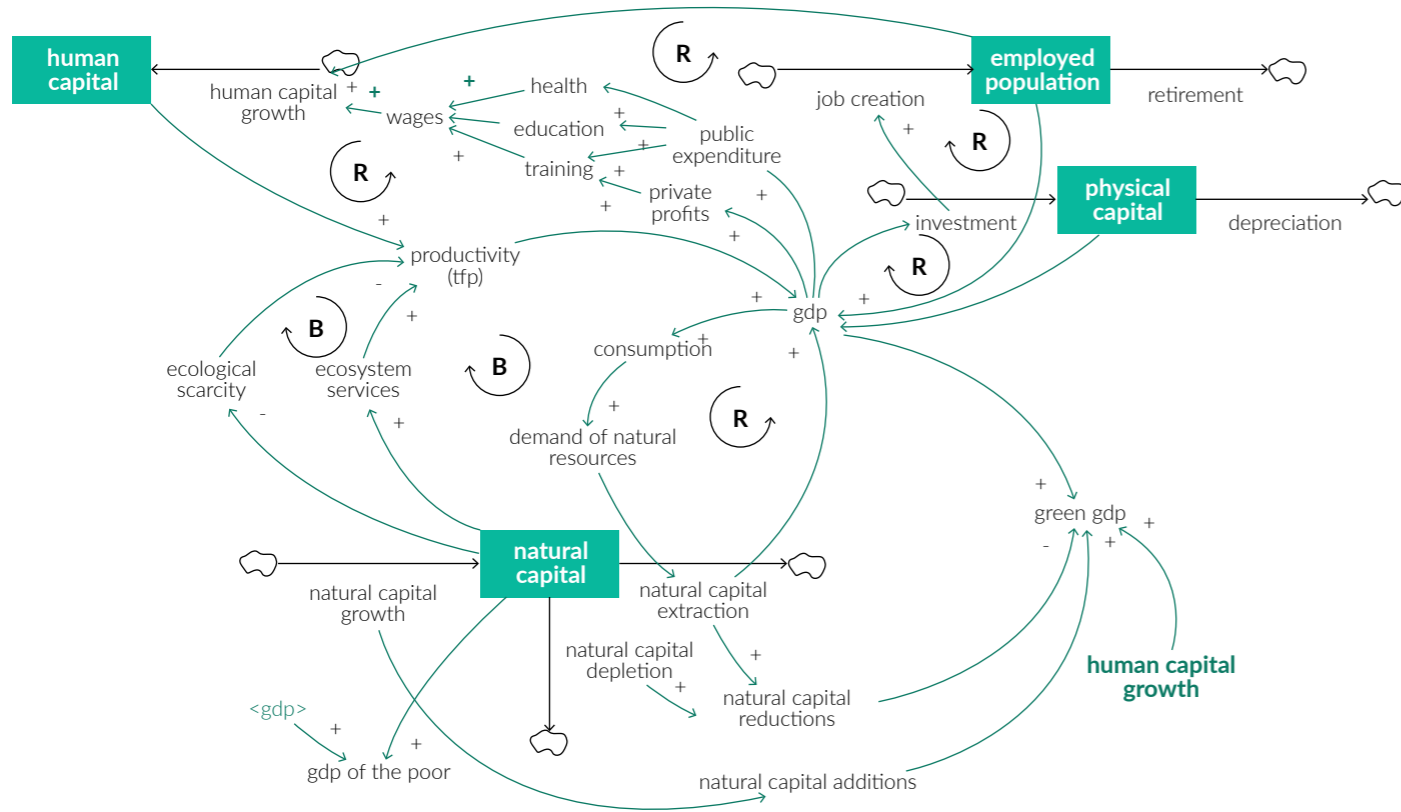 human
capital
human capital
growth
+
+
wages
+
health
education
training
+
+
+
+
public
expenditure
private
profits
+
+
+
R
R
employed
population
job creation
+
retirement
R
physical
capital
investment
depreciation
R
+
productivity
(tfp)
-
+
B
B
ecological
scarcity
ecosystem
services
-
+
gdp
+
+
+
+
consumption
+
demand of natural
resources
R
+
green gdp
-
+
+
natural
capital
natural capital
growth
natural capital
extraction
natural capital
depletion
+
+
natural capital
reductions
human capital
growth
<gdp>
+
+
gdp of the poor
natural capital additions